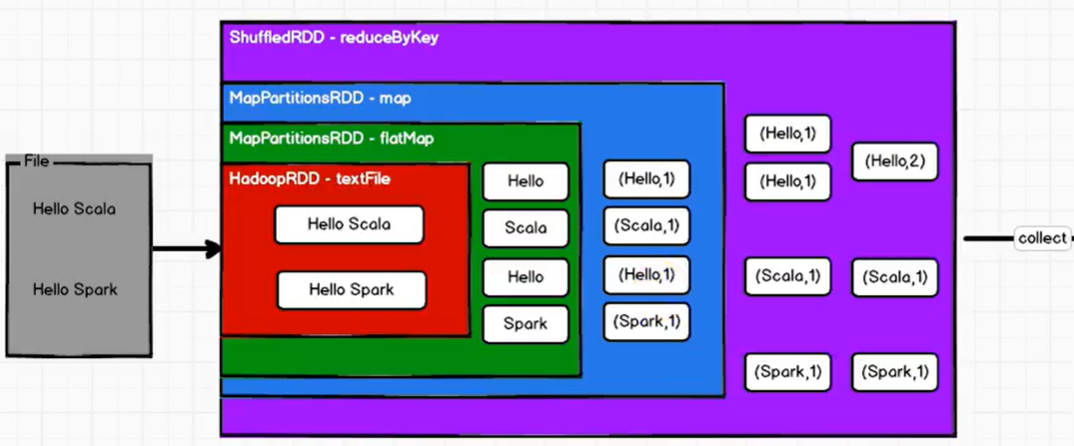 File
Hello Scala
Hello Spark
ShuffledRDD - reduceByKey
MapPartitionsRDD - map
MapPartitionsRDD - flatMap
HadoopRDD - textFile
Hello Scala
Hello Spark
Hello
Scala
Hello
Spark
(Hello,1)
(Scala,1)
(Hello,1)
(Spark,1)
(Hello,1)
(Hello,1)
(Scala,1)
(Spark,1)
(Hello,2)
(Scala,1)
(Spark,1)
collect